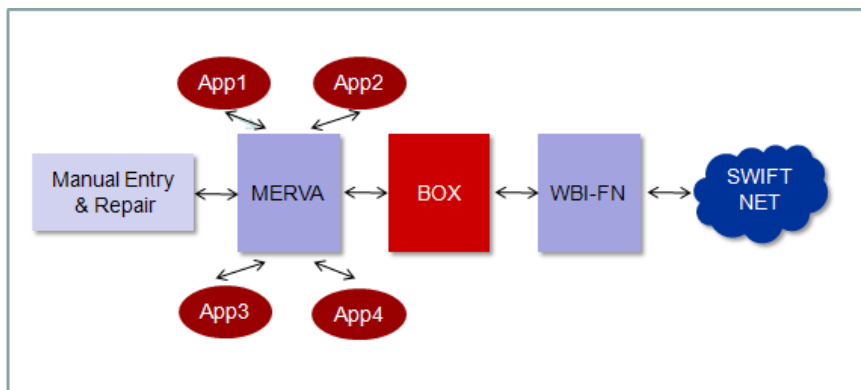 App1
App2
Manual Entry
& Repair
MERVA
BOX
WBI-FN
SWIFT
NET
App3
App4